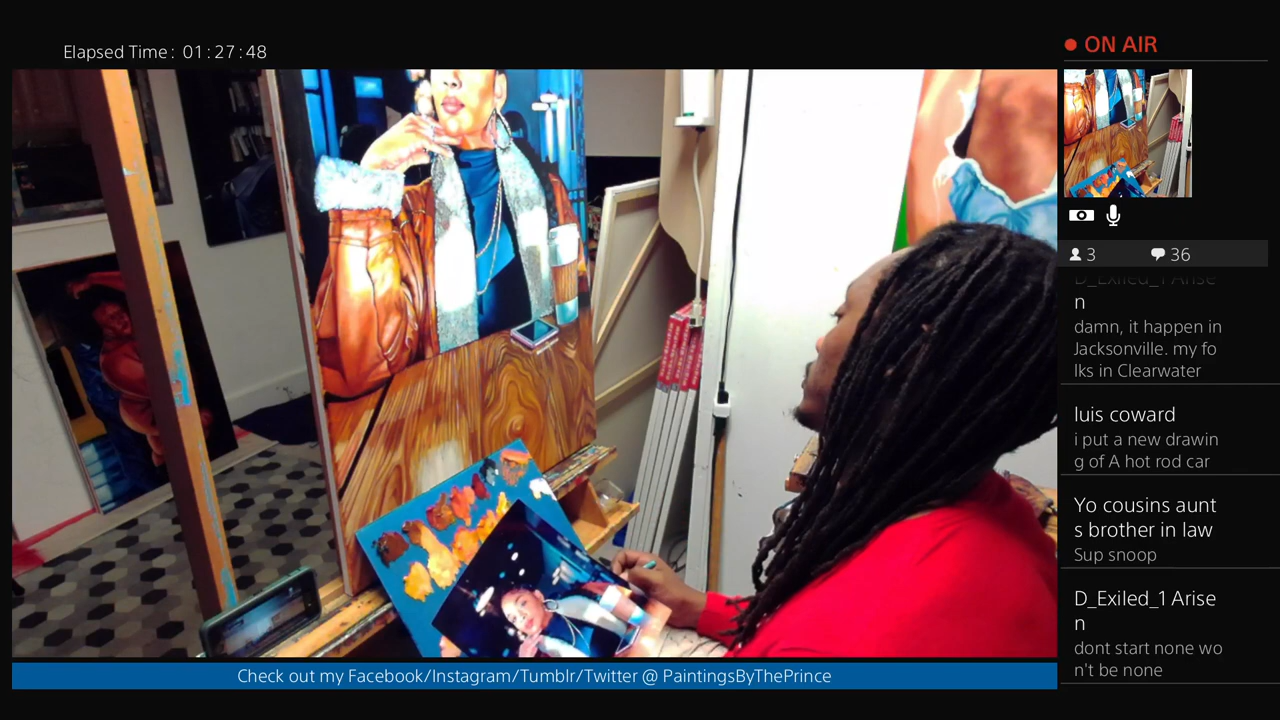 Elapsed Time: 01:27:48
ON AIR
3
36
D_Exiled_1 Arise
n
damn, it happen in
Jacksonville. my fo
lks in Clearwater
luis coward
i put a new drawin
g of A hot rod car
Yo cousins aunt
s brother in law
Sup snoop
D_Exiled_1 Arise
n
dont start none wo
n't be none
Check out my Facebook/Instagram/Tumblr/Twitter @ PaintingsByThePrince